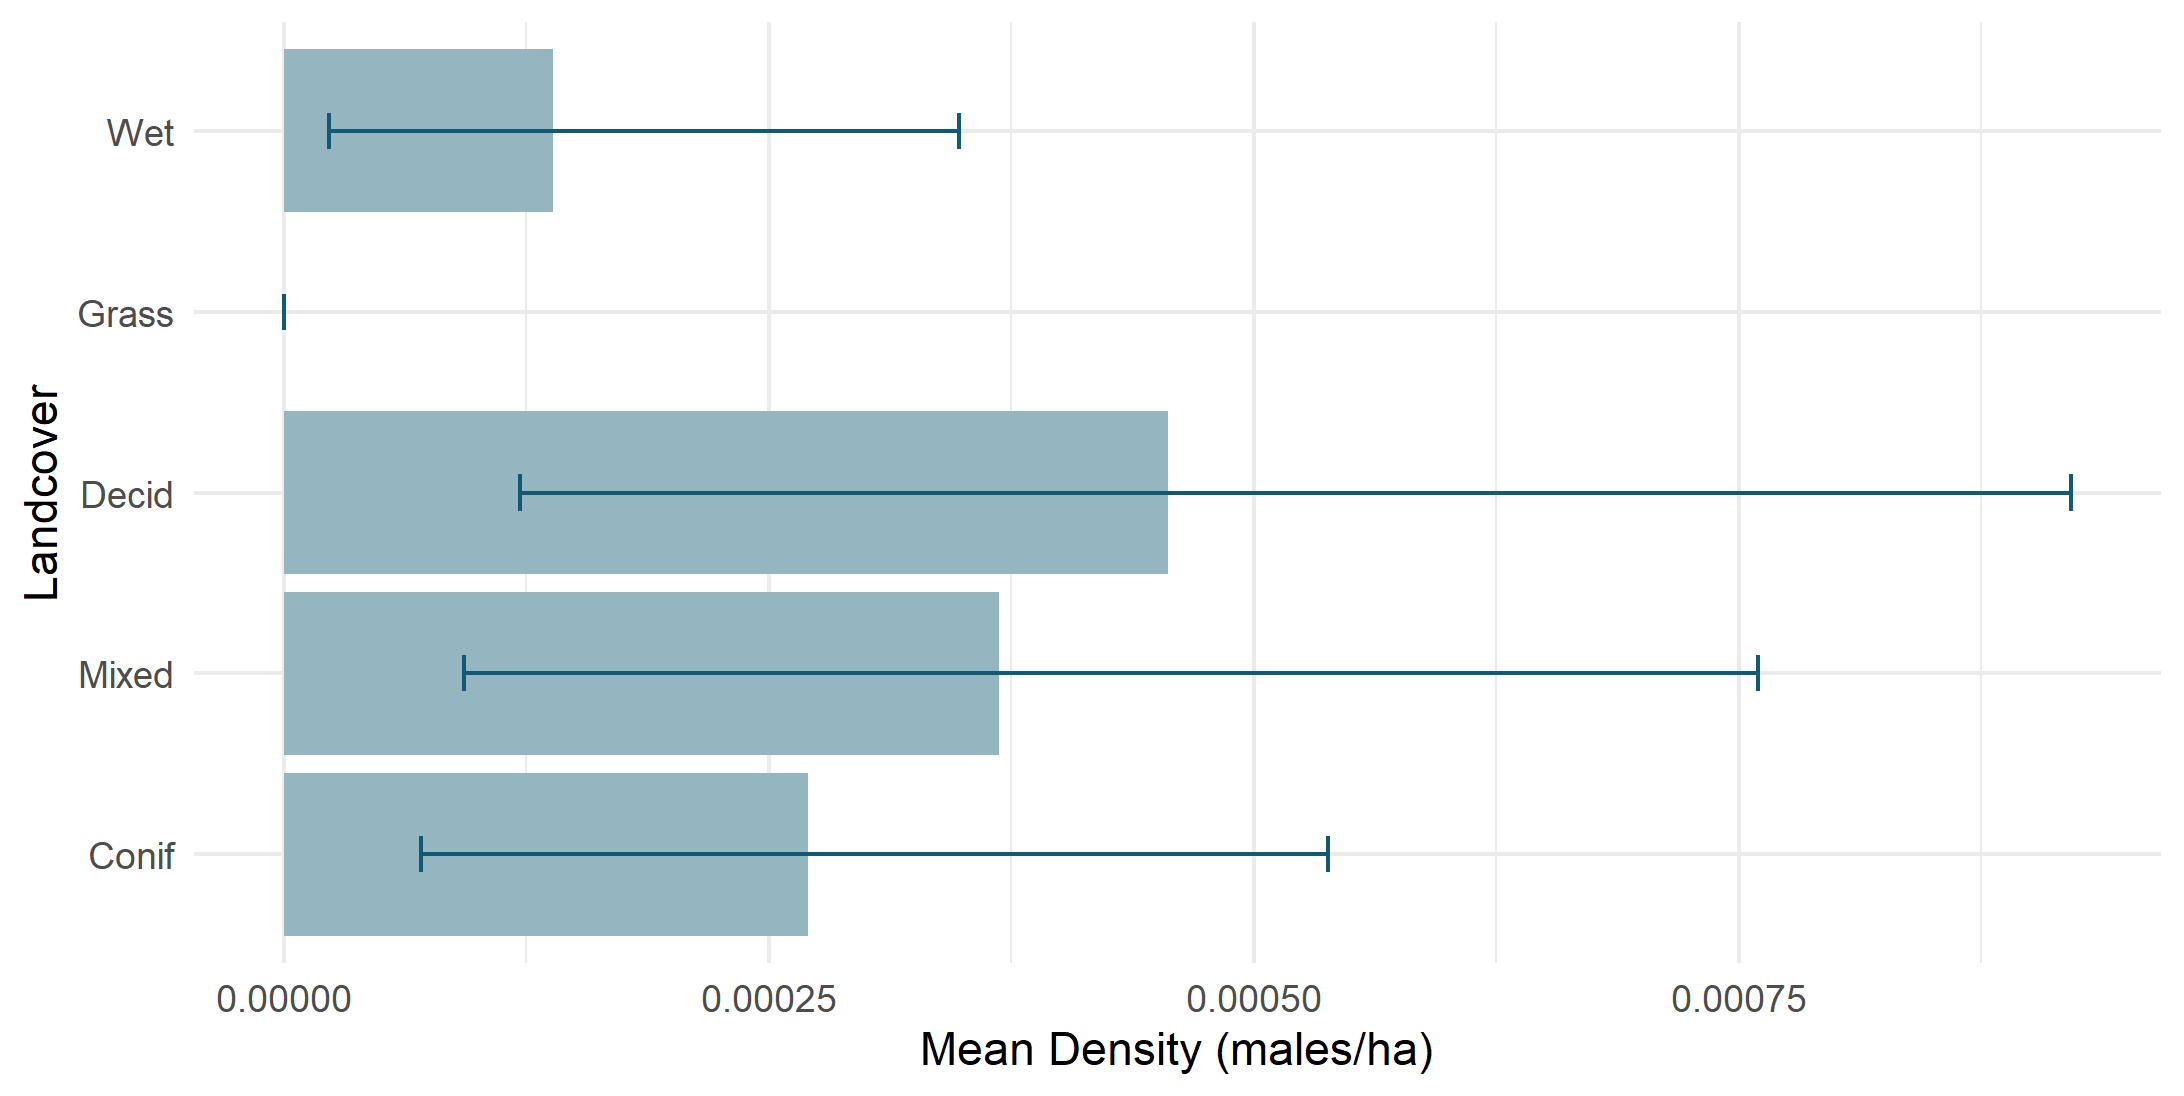 Wet
Grass
Decid
Mixed
Conif
Landcover
0.00000
0.00025
0.00050
0.00075
Mean Density (males/ha)